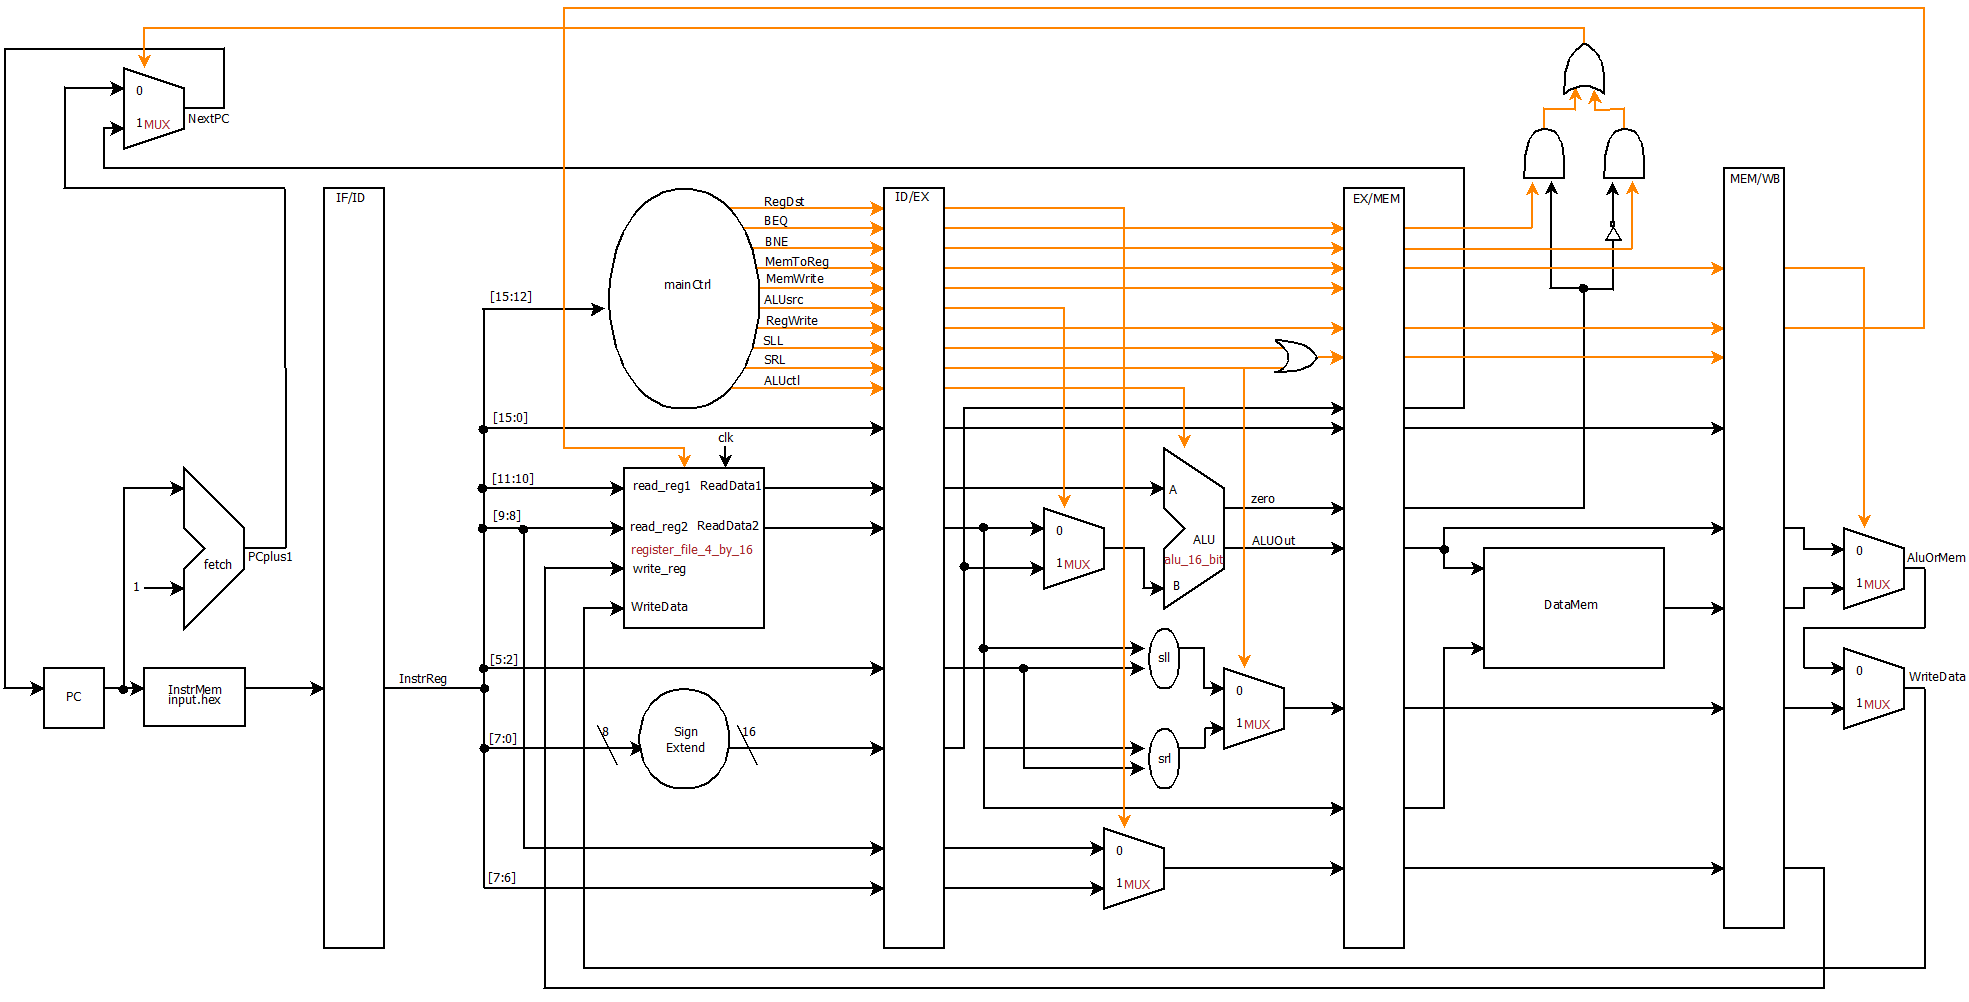 0
1 MUX
NextPC
IF/ID
ID/EX
EX/MEM
MEM/WB
RegDst
BEQ
BNE
MemToReg
MemWrite
ALUsrc
RegWrite
SLL
SRL
ALUctl
mainCtrl
[15:12]
[15:0]
clk
[11:10]
[9:8]
read_reg1
ReadData1
read_reg2
ReadData2
register_file_4_by_16
write_reg
WriteData
fetch
PCplus1
1
PC
InstrMem
input.hex
InstrReg
[5:2]
[7:0]
8
Sign
Extend
16
[7:6]
0
1 MUX
A
ALU
alu_16_bit
B
zero
ALUOut
sll
srl
0
1 MUX
0
1 MUX
DataMem
0
1 MUX
AluOrMem
0
1 MUX
WriteData